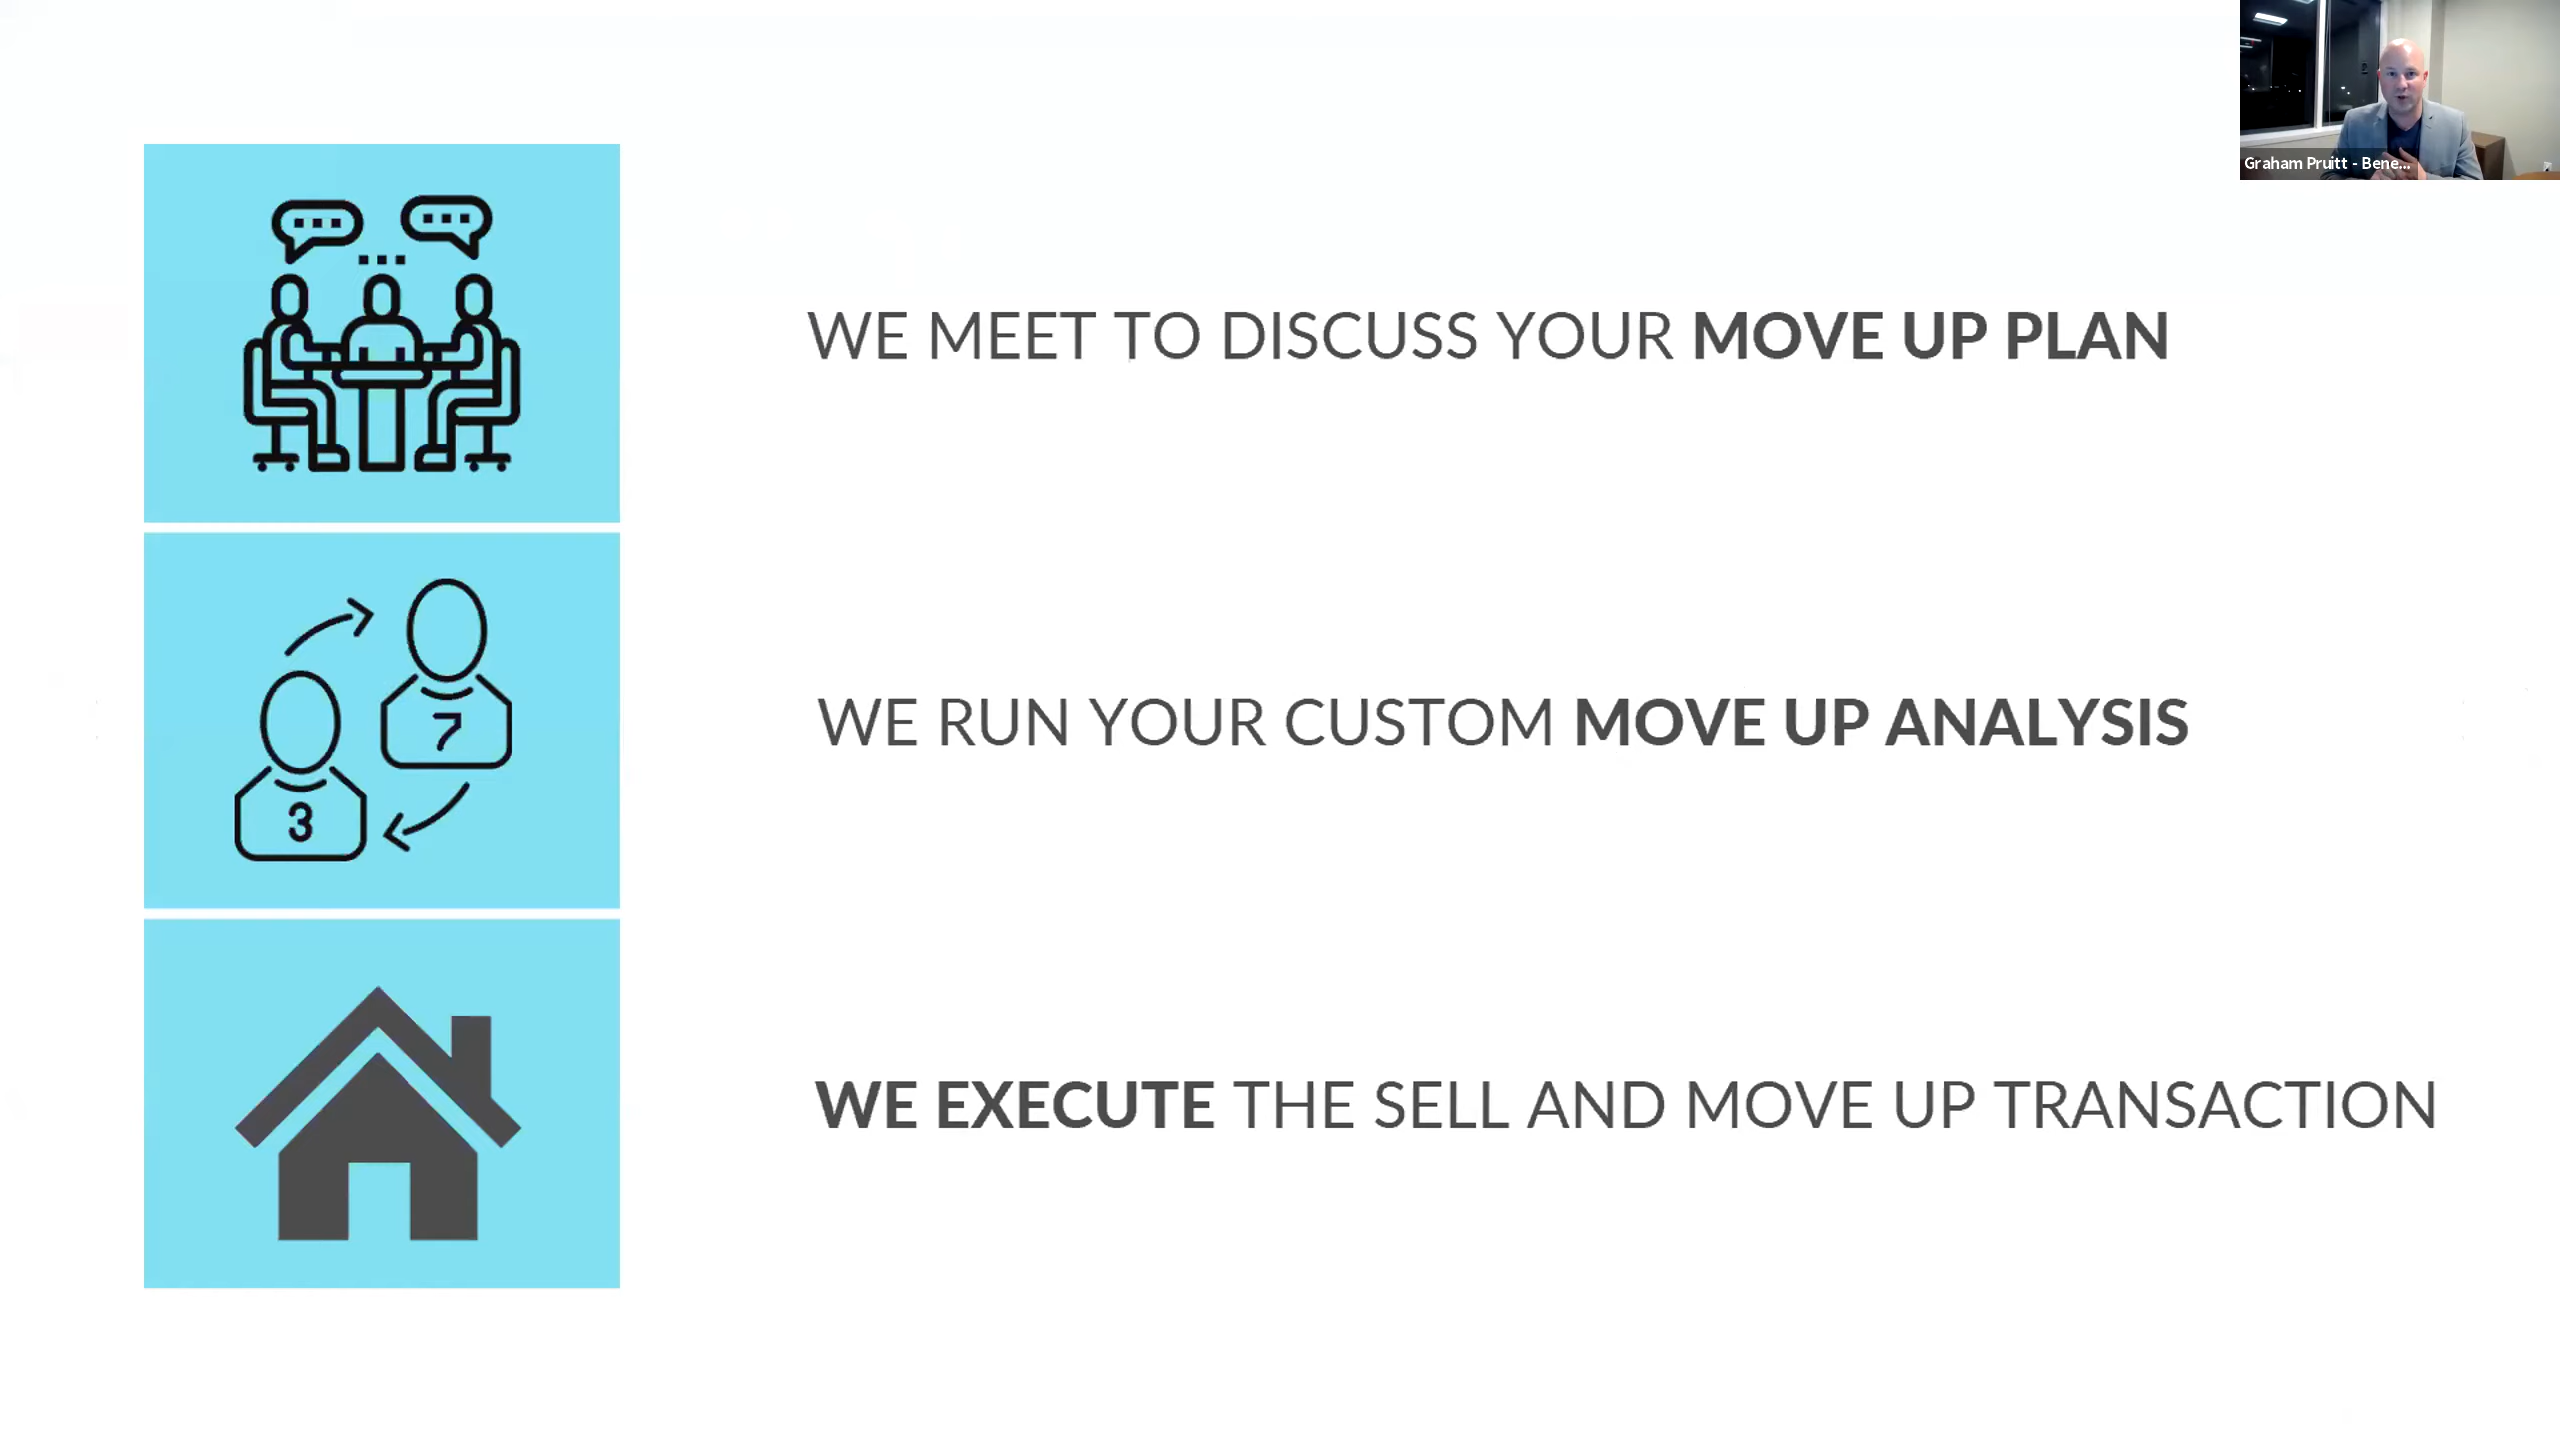 Graham Pruitt - Bene...
WE MEET TO DISCUSS YOUR MOVE UP PLAN
7
3
WE RUN YOUR CUSTOM MOVE UP ANALYSIS
WE EXECUTE THE SELL AND MOVE UP TRANSACTION